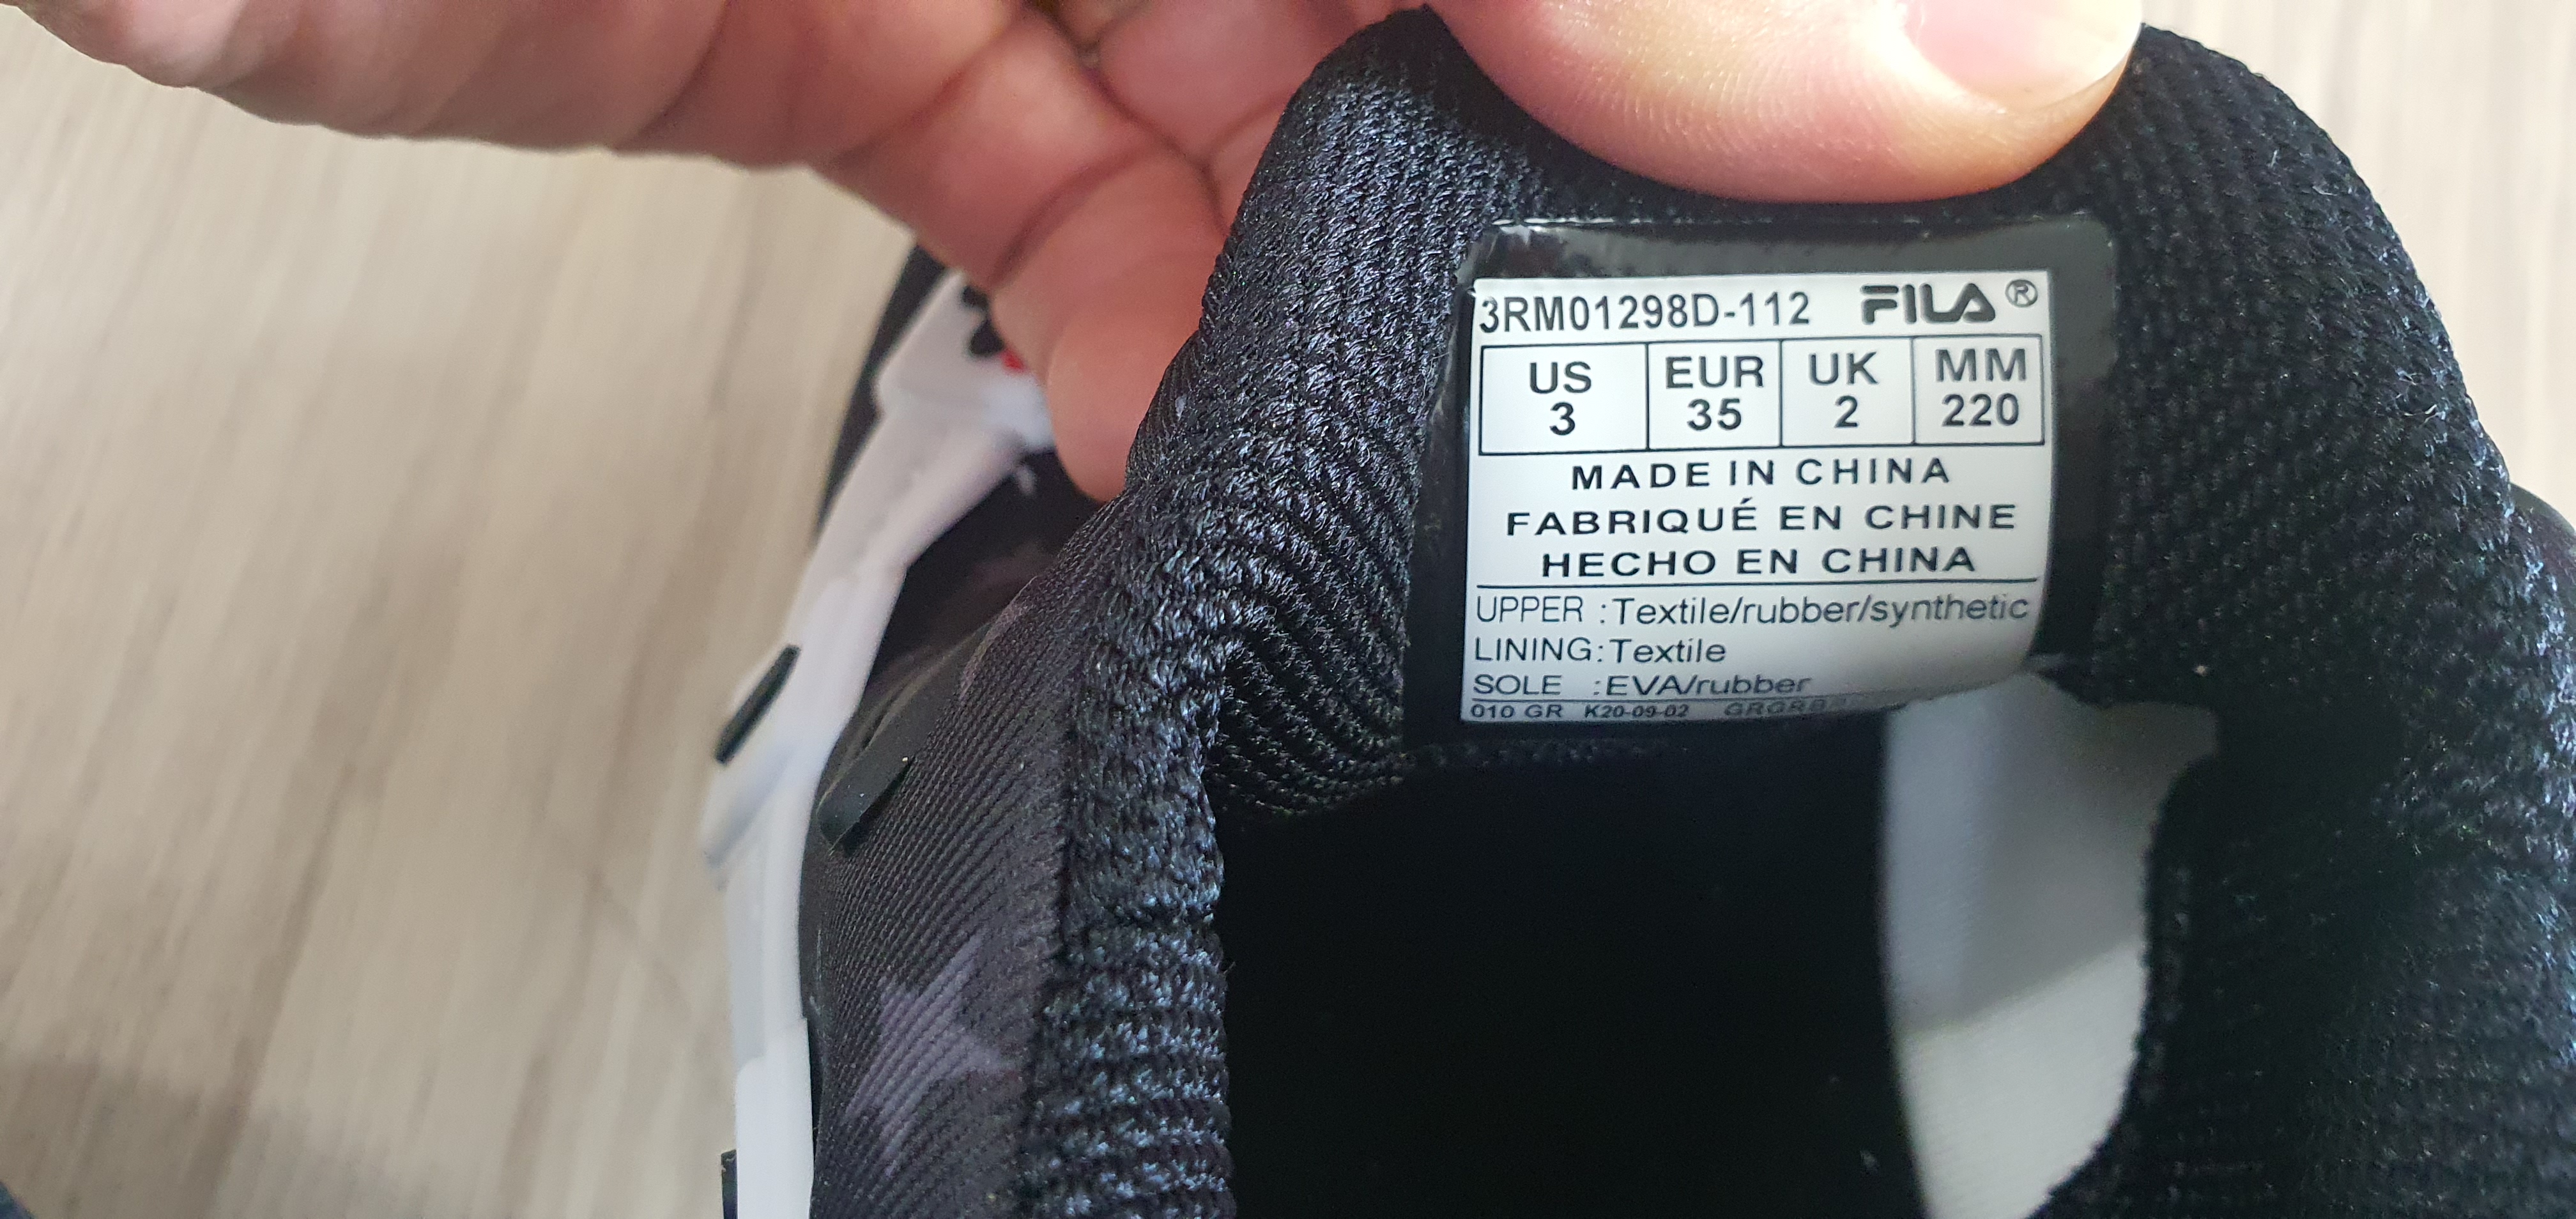 3RM01298D-112 FILA®
US EUR UK MM
3 35 2 220
MADE IN CHINA
FABRIQUÉ EN CHINE
HECHO EN CHINA
UPPER :Textile/rubber/synthetic
LINING:Textile
SOLE :EVA/rubber
010 GR K20-09-02